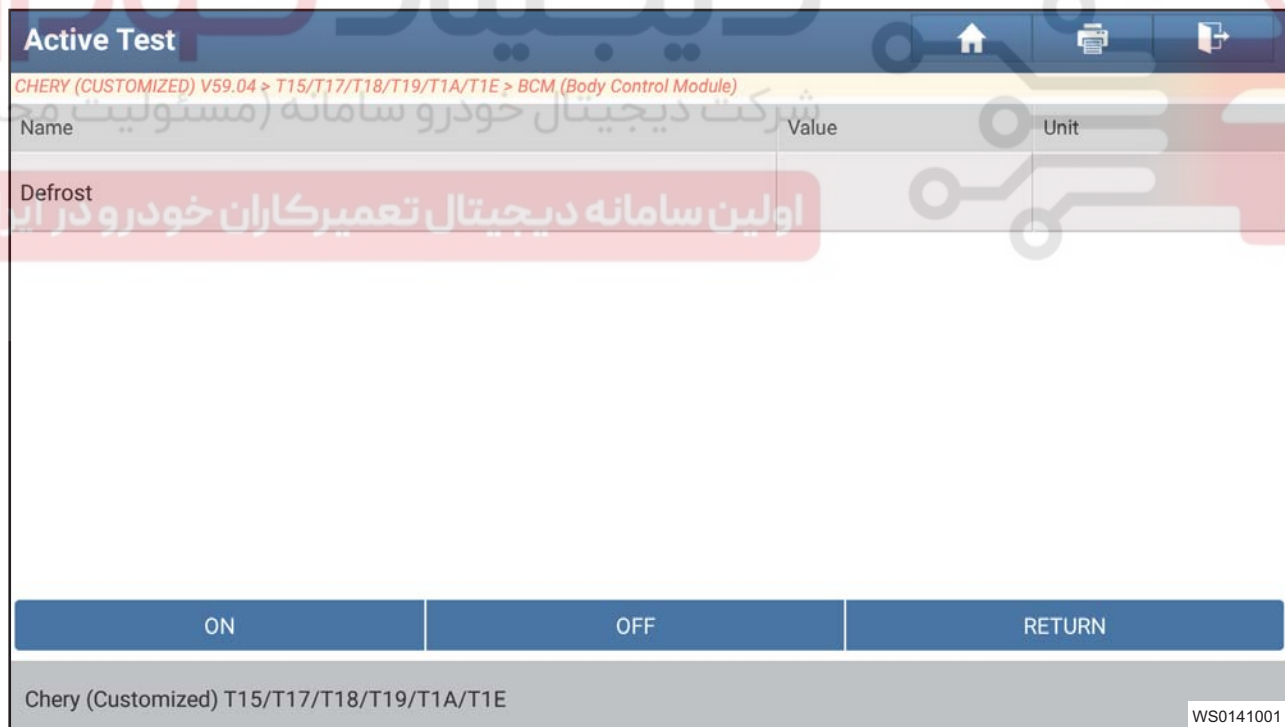 Active Test
CHERY (CUSTOMIZED) V59.04 > T15/T17/T18/T19/T1A/T1E > BCM (Body Control Module)
شرکت دیجیتال خودرو سامانه (مسئولیت
Name Value Unit
Defrost
اولین سامانه دیجیتال تعمیرکاران خودرو در
ON OFF RETURN
Chery (Customized) T15/T17/T18/T19/T1A/T1E
WS0141001